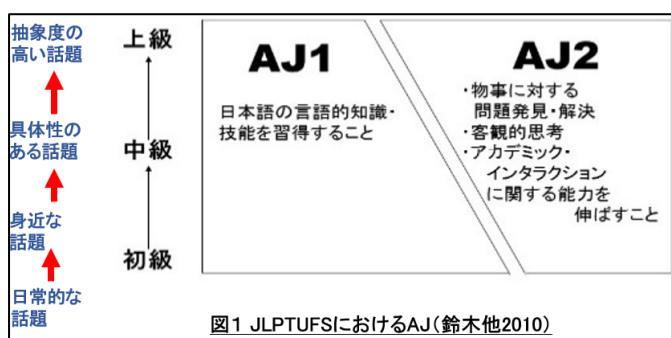 抽象度の
高い話題
具体性の
ある話題
身近な
話題
日常的な
話題
上級
中級
初級
AJ1
日本語の言語的知識・
技能を習得すること
AJ2
・物事に対する
問題発見・解決
・客観的思考
・アカデミック・
インタラクション
に関する能力を
伸ばすこと
図1 JLPTUFSにおけるAJ(鈴木他2010)